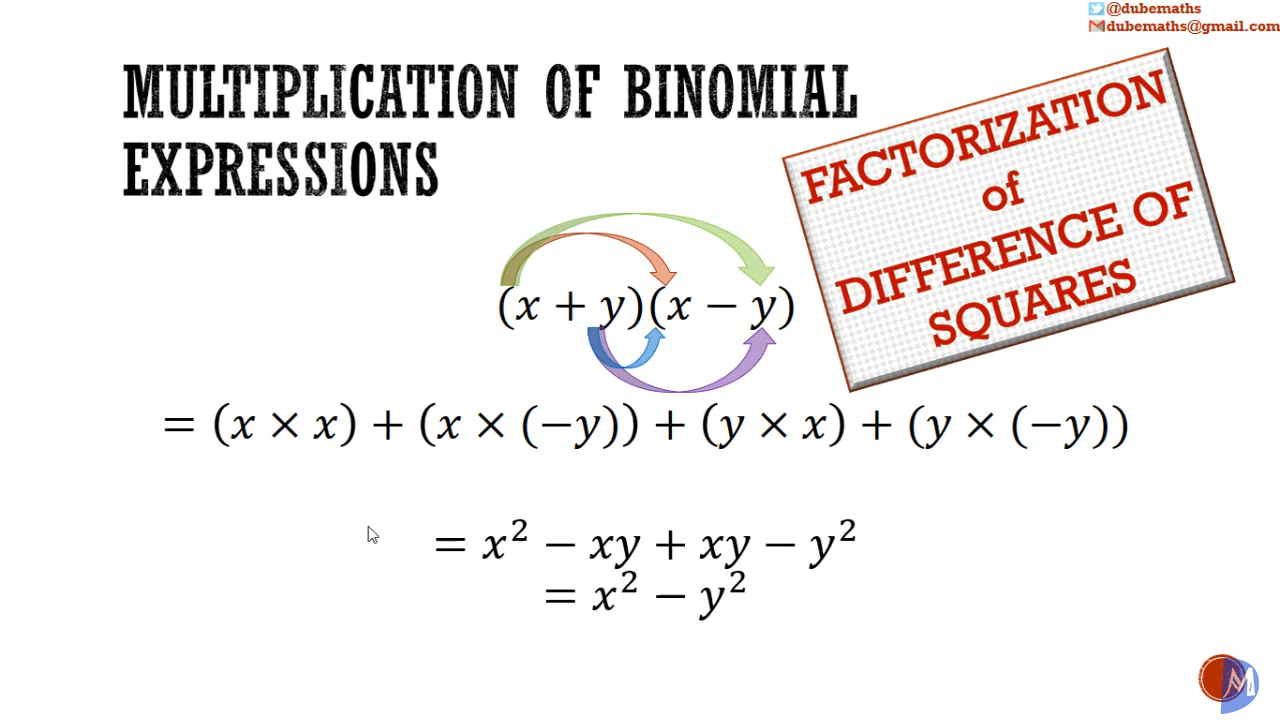 @dubemaths
dubemaths@gmail.com
MULTIPLICATION OF BINOMIAL
EXPRESSIONS
FACTORIZATION
of
DIFFERENCE OF
SQUARES
(x + y)(x − y)
= (x × x) + (x × (−y)) + (y × x) + (y × (−y))
= x² − xy + xy − y²
= x² − y²